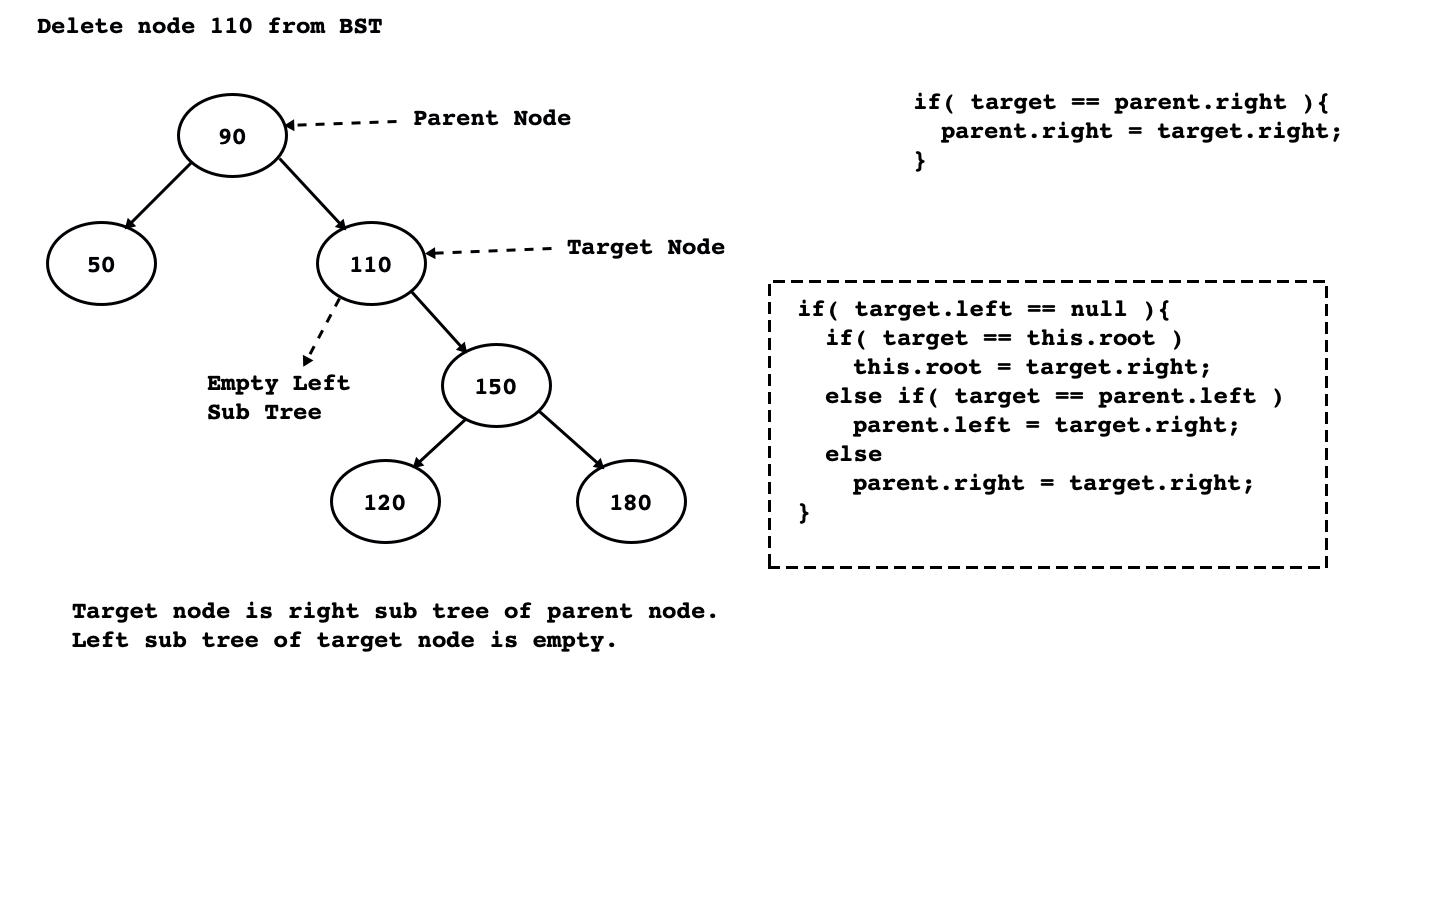 Delete node 110 from BST
90
Parent Node
50
110
Target Node
Empty Left
Sub Tree
150
120
180
Target node is right sub tree of parent node.
Left sub tree of target node is empty.
if( target == parent.right ){
  parent.right = target.right;
}
if( target.left == null ){
  if( target == this.root )
    this.root = target.right;
  else if( target == parent.left )
    parent.left = target.right;
  else
    parent.right = target.right;
}